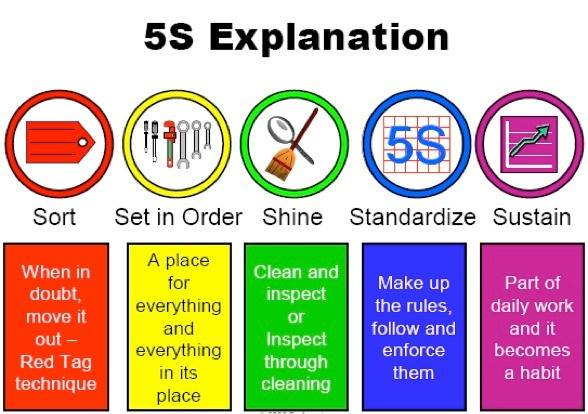 5S Explanation
5S
Sort
Set in Order
Shine
Standardize
Sustain
When in
doubt,
move it
out –
Red Tag
technique
A place
for
everything
and
everything
in its
place
Clean and
inspect
or
Inspect
through
cleaning
Make up
the rules,
follow and
enforce
them
Part of
daily work
and it
becomes
a habit